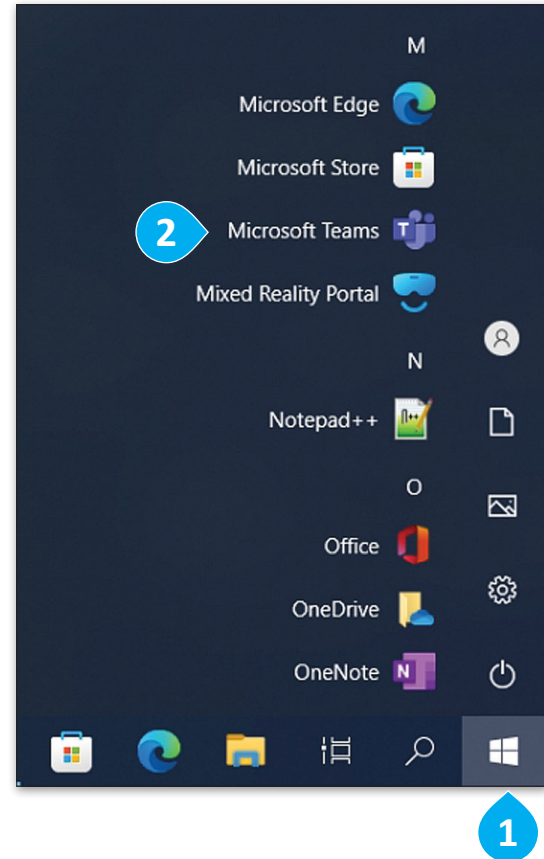 M
Microsoft Edge
Microsoft Store
2
Microsoft Teams
T
Mixed Reality Portal
N
Notepad++
n++
O
Office
OneDrive
OneNote
N
1